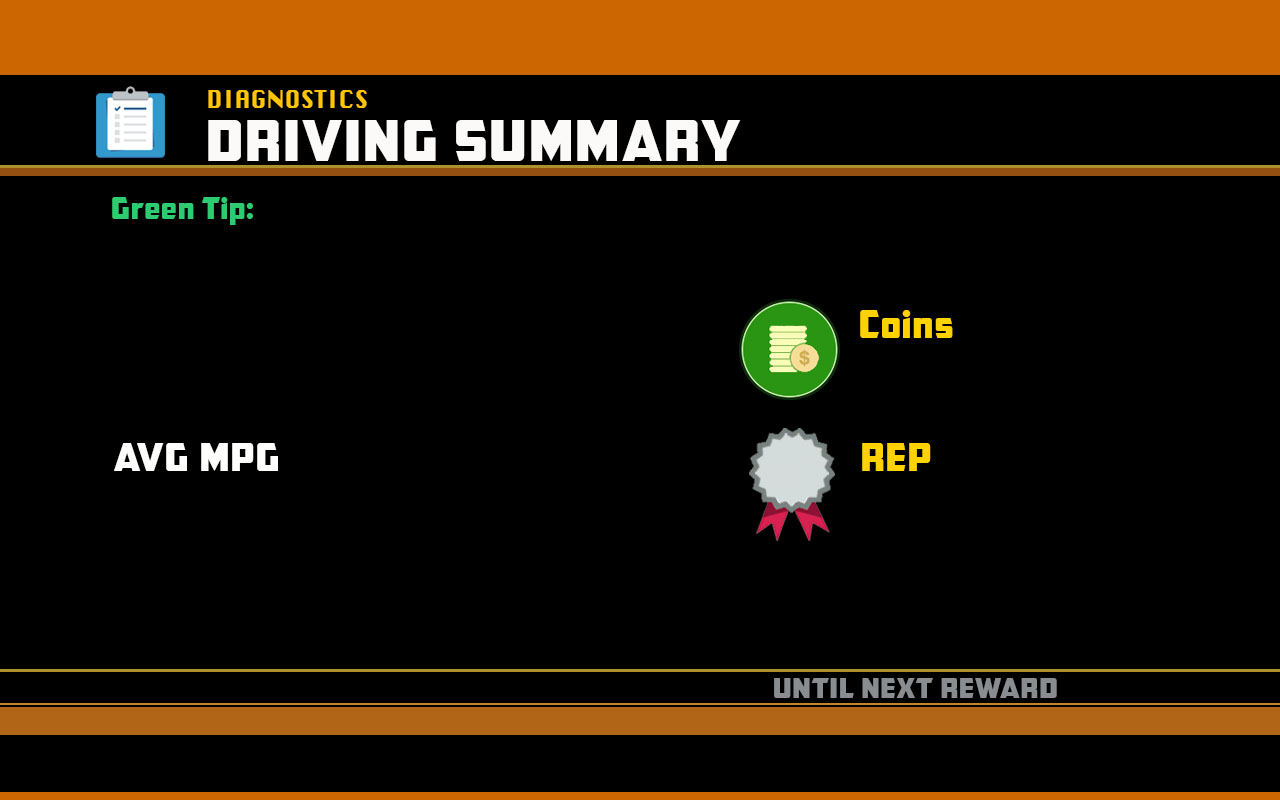 DIAGNOSTICS
DRIVING SUMMARY
Green Tip:
Coins
$
AVG MPG
REP
UNTIL NEXT REWARD